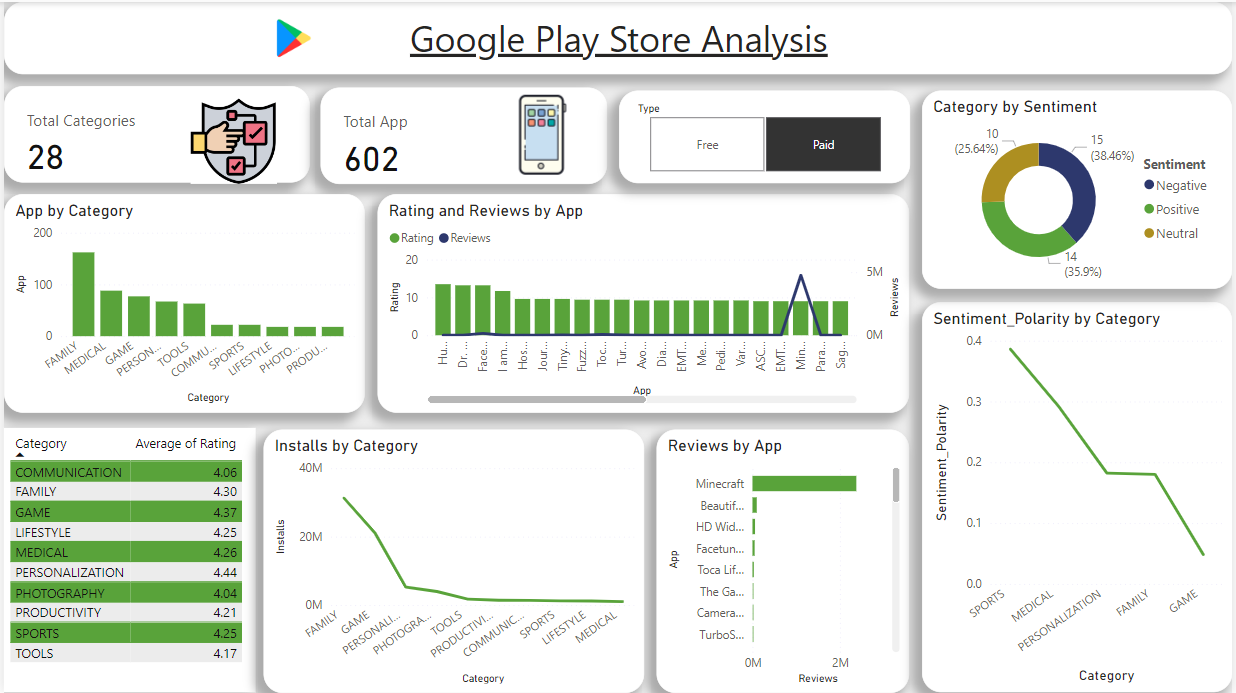 Google Play Store Analysis
Total Categories
28
Total App
602
Type
Free
Paid
Category by Sentiment
10
(25.64%)
15
(38.46%)
14
(35.9%)
Sentiment
Negative
Positive
Neutral
App by Category
200
100
0
App
FAMILY
MEDICAL
GAME
PERSON...
TOOLS
COMMU...
SPORTS
LIFESTYLE
PHOTO...
PRODU...
Category
Rating and Reviews by App
Rating
Reviews
20
10
0
Rating
5M
0M
Reviews
Hu...
Dr. ...
Face...
I am...
Hos...
Jour...
Tiny...
Fuzz...
Toc...
Tur...
Avo...
Dia...
EMT...
Me...
Pedi...
Var...
ASC...
EMT...
Min...
Para...
Sag...
App
Sentiment_Polarity by Category
0.4
0.3
0.2
0.1
0.0
Sentiment_Polarity
SPORTS
MEDICAL
PERSONALIZATION
FAMILY
GAME
Category
Category Average of Rating
COMMUNICATION 4.06
FAMILY 4.30
GAME 4.37
LIFESTYLE 4.25
MEDICAL 4.26
PERSONALIZATION 4.44
PHOTOGRAPHY 4.04
PRODUCTIVITY 4.21
SPORTS 4.25
TOOLS 4.17
Installs by Category
40M
20M
0M
Installs
FAMILY
GAME
PERSONALI...
PHOTOGRA...
TOOLS
PRODUCTIVI...
COMMUNIC...
SPORTS
LIFESTYLE
MEDICAL
Category
Reviews by App
App
Minecraft
Beautif...
HD Wid...
Facetun...
Toca Lif...
The Ga...
Camera...
TurboS...
0M
2M
Reviews